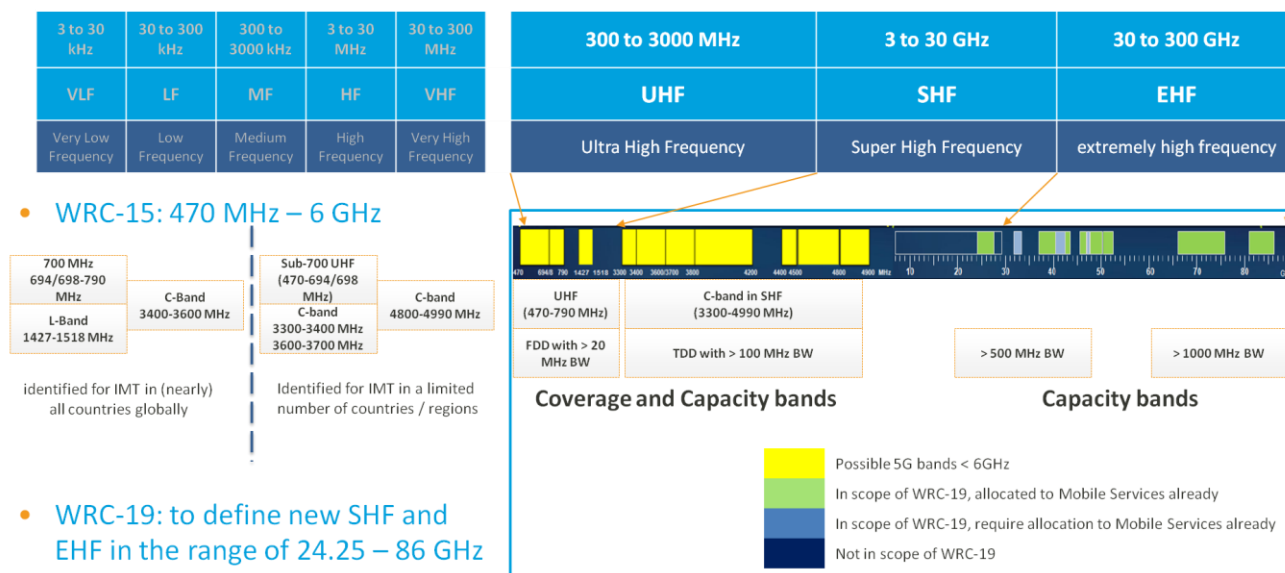 3 to 30 kHz
30 to 300 kHz
300 to 3000 kHz
3 to 30 MHz
30 to 300 MHz
300 to 3000 MHz
3 to 30 GHz
30 to 300 GHz
VLF
LF
MF
HF
VHF
UHF
SHF
EHF
Very Low Frequency
Low Frequency
Medium Frequency
High Frequency
Very High Frequency
Ultra High Frequency
Super High Frequency
extremely high frequency
• WRC-15: 470 MHz – 6 GHz
700 MHz
694/698-790
MHz
L-Band
1427-1518 MHz
C-Band
3400-3600 MHz
identified for IMT in (nearly)
all countries globally
Sub-700 UHF
(470-694/698
MHz)
C-band
3300-3400 MHz
3600-3700 MHz
C-band
4800-4990 MHz
Identified for IMT in a limited
number of countries / regions
• WRC-19: to define new SHF and
EHF in the range of 24.25 – 86 GHz
470 694/8 790 1427 1518 3300 3400 3600/3700 3800 4200 4400 4500 4800 4900 MHz
10 20 30 40 50 60 70 80 G
UHF
(470-790 MHz)
C-band in SHF
(3300-4990 MHz)
FDD with > 20
MHz BW
TDD with > 100 MHz BW
> 500 MHz BW
> 1000 MHz BW
Coverage and Capacity bands
Capacity bands
Possible 5G bands < 6GHz
In scope of WRC-19, allocated to Mobile Services already
In scope of WRC-19, require allocation to Mobile Services already
Not in scope of WRC-19